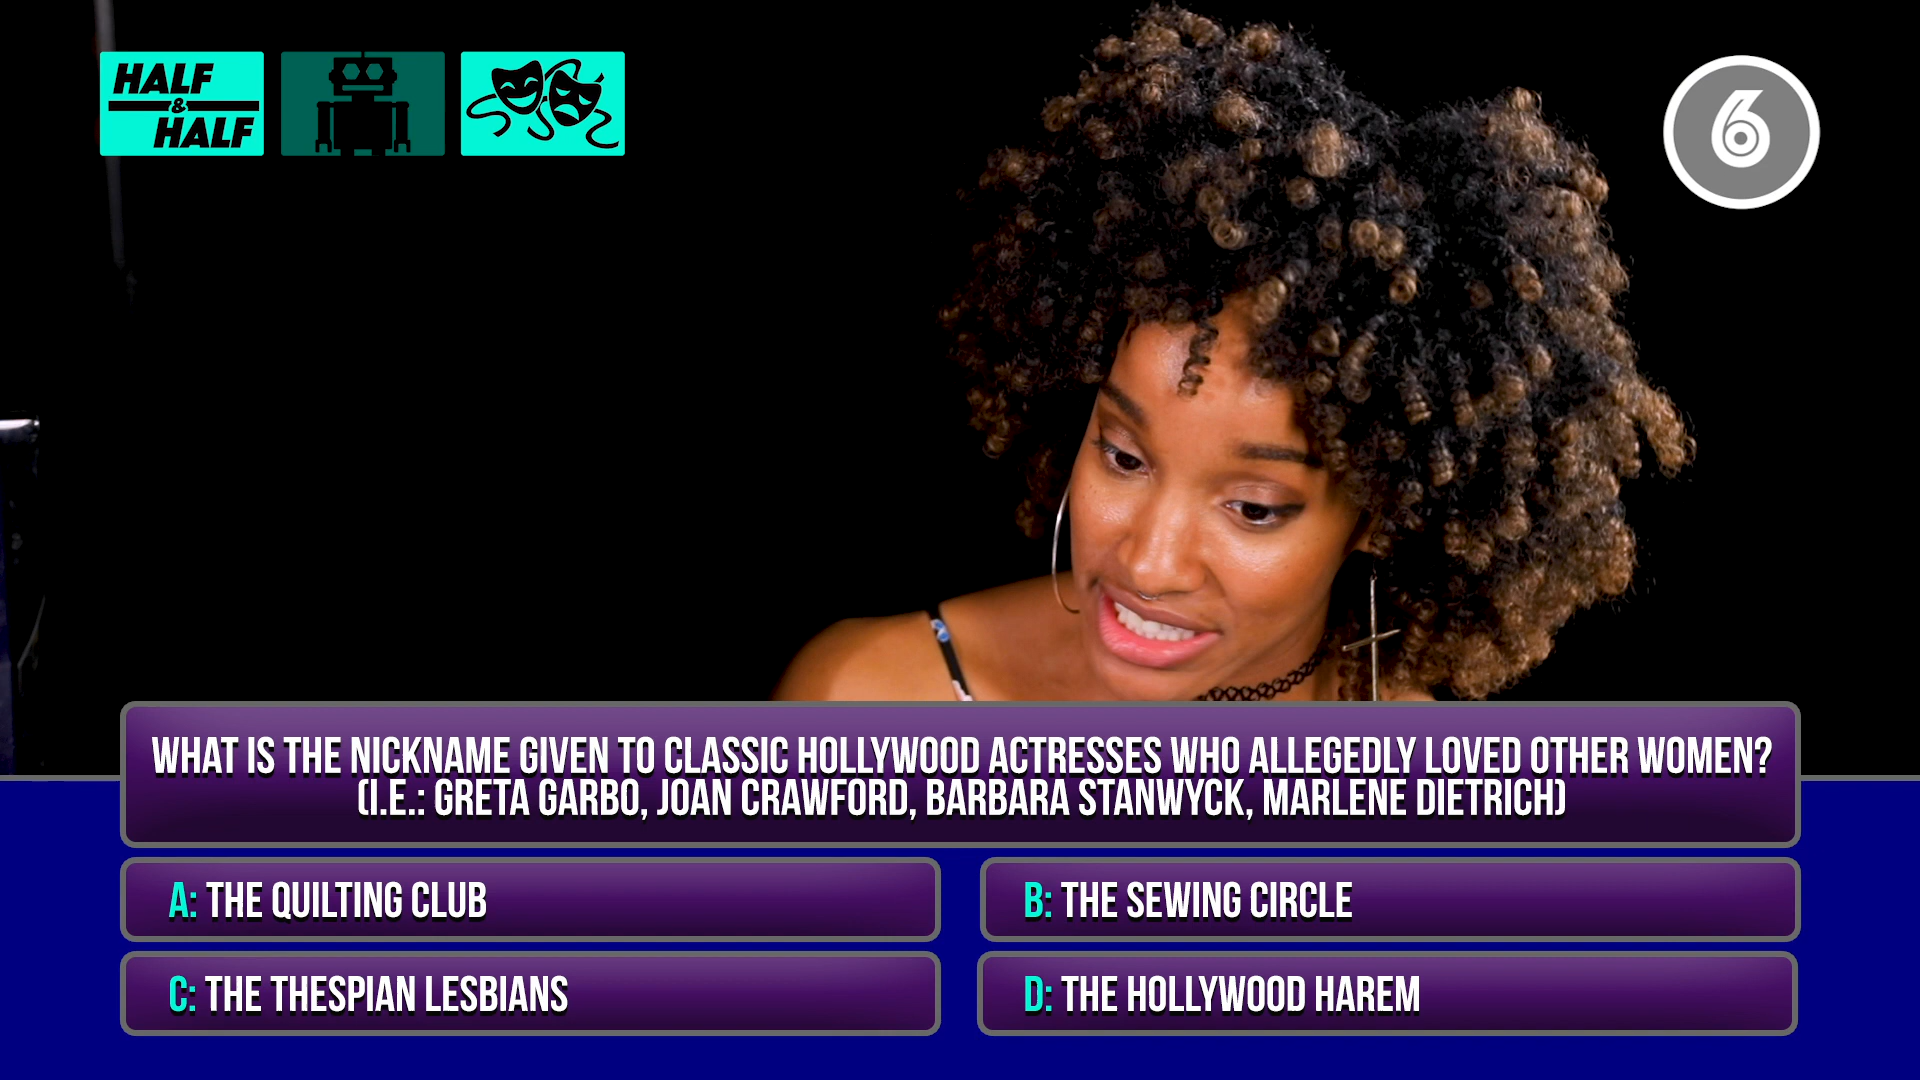 HALF
&
HALF
6
WHAT IS THE NICKNAME GIVEN TO CLASSIC HOLLYWOOD ACTRESSES WHO ALLEGEDLY LOVED OTHER WOMEN?
(I.E.: GRETA GARBO, JOAN CRAWFORD, BARBARA STANWYCK, MARLENE DIETRICH)
A: THE QUILTING CLUB
B: THE SEWING CIRCLE
C: THE THESPIAN LESBIANS
D: THE HOLLYWOOD HAREM